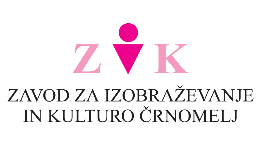 ZIK
ZAVOD ZA IZOBRAŽEVANJE
IN KULTURO ČRNOMELJ